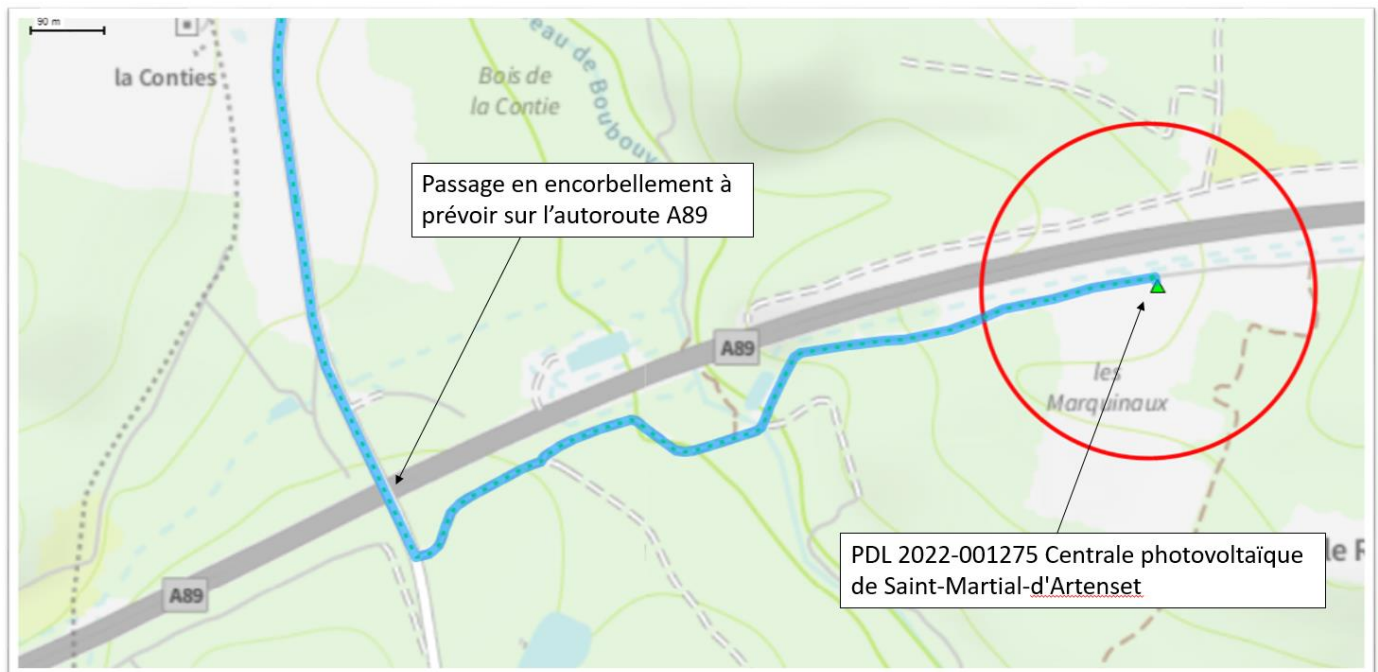 90 m
la Conties
Bois de
la Contie
eau de Boubouv
Passage en encorbellement à
prévoir sur l'autoroute A89
A89
les
Marquinaux
PDL 2022-001275 Centrale photovoltaïque
de Saint-Martial-d'Artenset
le R
A89